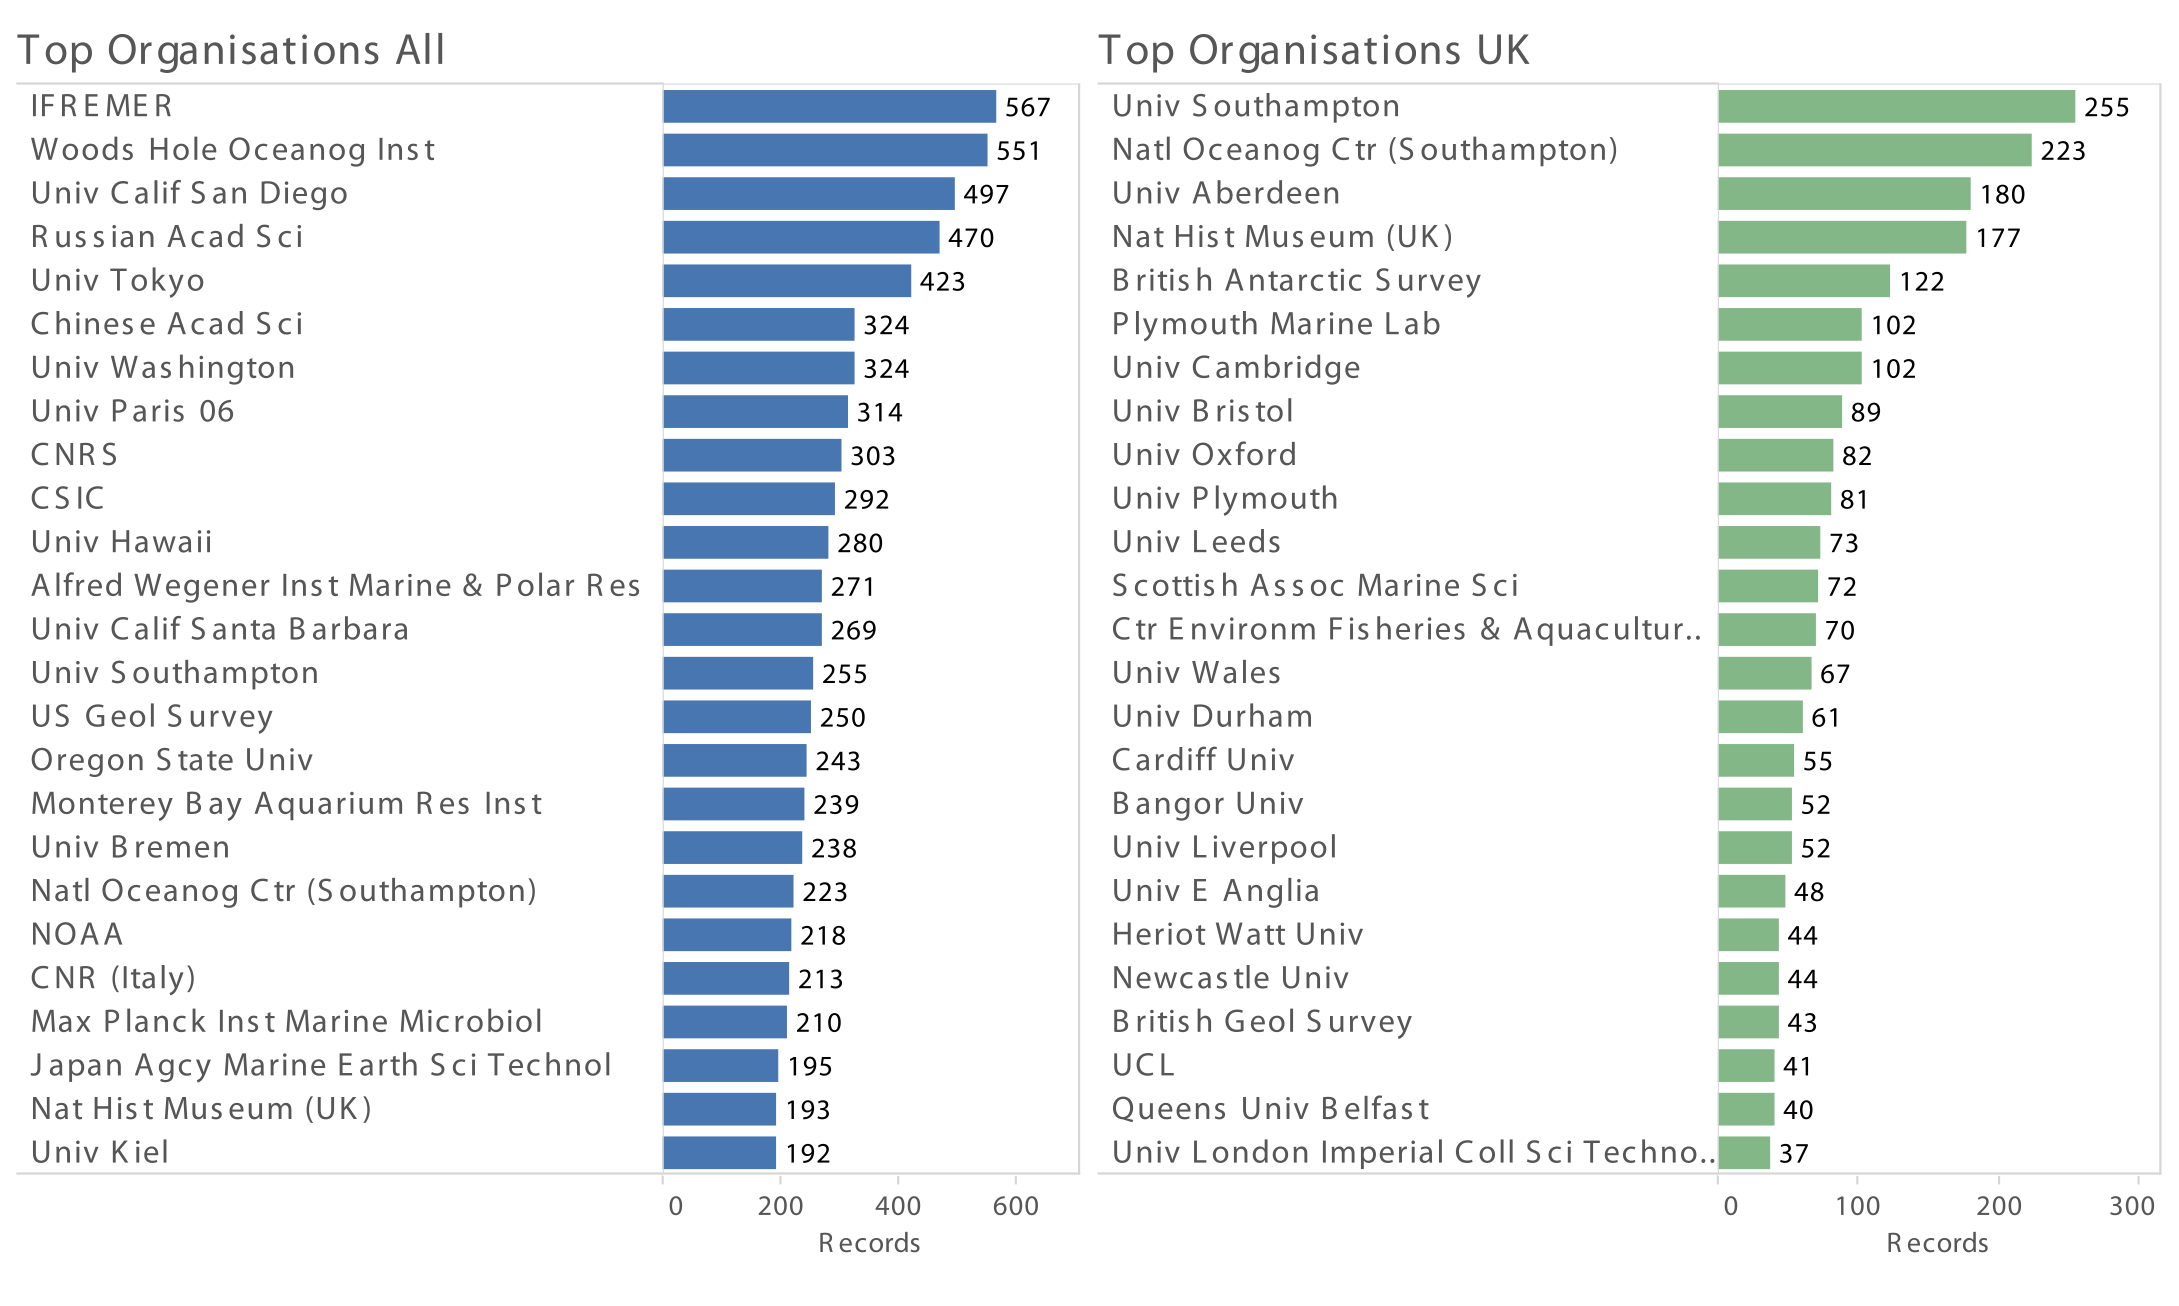 Top Organisations All
IFREMER 567
Woods Hole Oceanog Inst 551
Univ Calif San Diego 497
Russian Acad Sci 470
Univ Tokyo 423
Chinese Acad Sci 324
Univ Washington 324
Univ Paris 06 314
CNRS 303
CSIC 292
Univ Hawaii 280
Alfred Wegener Inst Marine & Polar Res 271
Univ Calif Santa Barbara 269
Univ Southampton 255
US Geol Survey 250
Oregon State Univ 243
Monterey Bay Aquarium Res Inst 239
Univ Bremen 238
Natl Oceanog Ctr (Southampton) 223
NOAA 218
CNR (Italy) 213
Max Planck Inst Marine Microbiol 210
Japan Agcy Marine Earth Sci Technol 195
Nat Hist Museum (UK) 193
Univ Kiel 192
0 200 400 600
Records
Top Organisations UK
Univ Southampton 255
Natl Oceanog Ctr (Southampton) 223
Univ Aberdeen 180
Nat Hist Museum (UK) 177
British Antarctic Survey 122
Plymouth Marine Lab 102
Univ Cambridge 102
Univ Bristol 89
Univ Oxford 82
Univ Plymouth 81
Univ Leeds 73
Scottish Assoc Marine Sci 72
Ctr Environm Fisheries & Aquacultur.. 70
Univ Wales 67
Univ Durham 61
Cardiff Univ 55
Bangor Univ 52
Univ Liverpool 52
Univ E Anglia 48
Heriot Watt Univ 44
Newcastle Univ 44
British Geol Survey 43
UCL 41
Queens Univ Belfast 40
Univ London Imperial Coll Sci Techno.. 37
0 100 200 300
Records